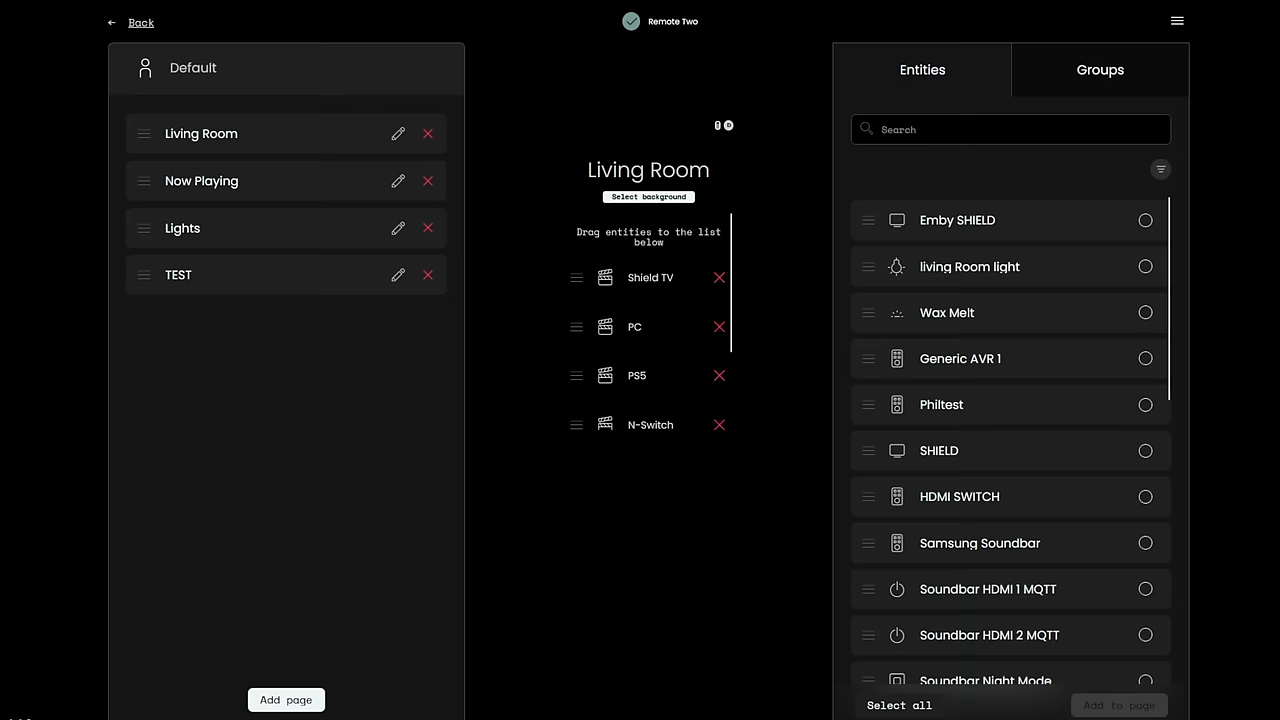 Back
Remote Two
Default
Living Room
Now Playing
Lights
TEST
Add page
Living Room
Select background
Drag entities to the list
below
Shield TV
PC
PS5
N-Switch
Entities
Groups
Search
Emby SHIELD
living Room light
Wax Melt
Generic AVR 1
Philtest
SHIELD
HDMI SWITCH
Samsung Soundbar
Soundbar HDMI 1 MQTT
Soundbar HDMI 2 MQTT
Soundbar Night Mode
Select all
Add to page